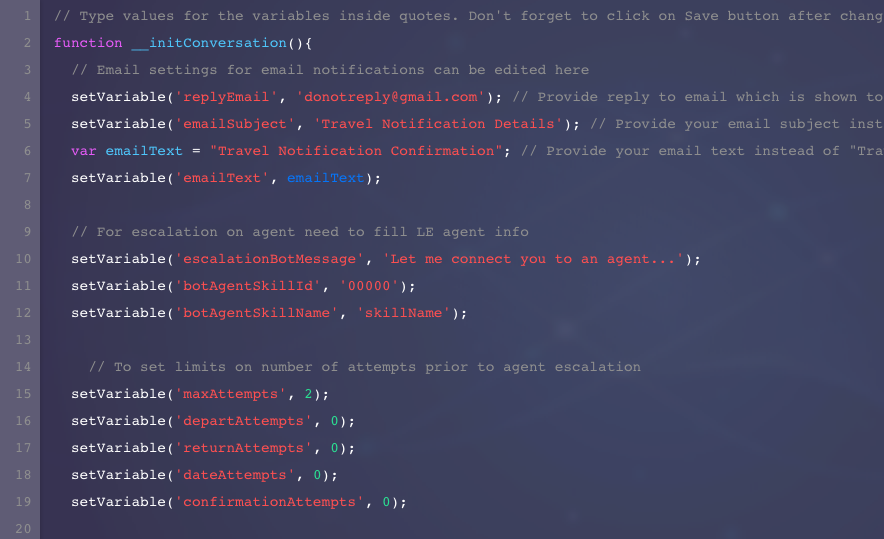 1 // Type values for the variables inside quotes. Don't forget to click on Save button after
2 function __initConversation(){
3 // Email settings for email notifications can be edited here
4 setVariable('replyEmail', 'donotreply@gmail.com'); // Provide reply to email which is shown to
5 setVariable('emailSubject', 'Travel Notification Details'); // Provide your email subject
6 var emailText = "Travel Notification Confirmation"; // Provide your email text instead of
7 setVariable('emailText', emailText);
8
9 // For escalation on agent need to fill LE agent info
10 setVariable('escalationBotMessage', 'Let me connect you to an agent...');
11 setVariable('botAgentSkillId', '00000');
12 setVariable('botAgentSkillName', 'skillName');
13
14 // To set limits on number of attempts prior to agent escalation
15 setVariable('maxAttempts', 2);
16 setVariable('departAttempts', 0);
17 setVariable('returnAttempts', 0);
18 setVariable('dateAttempts', 0);
19 setVariable('confirmationAttempts', 0);
20